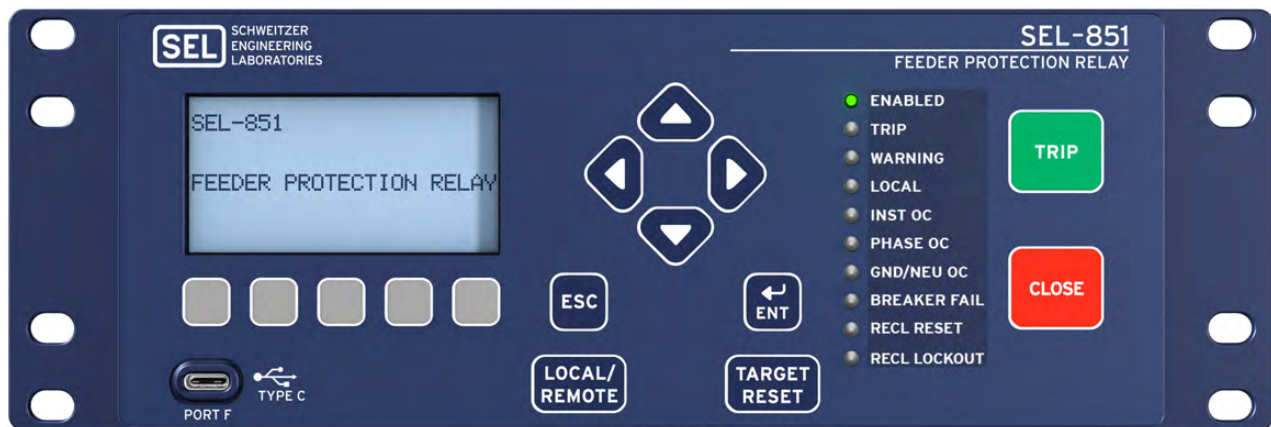 SEL
SCHWEITZER
ENGINEERING
LABORATORIES
SEL-851
FEEDER PROTECTION RELAY
SEL-851
FEEDER PROTECTION RELAY
ESC
ENT
LOCAL/
REMOTE
TARGET
RESET
PORT F
TYPE C
ENABLED
TRIP
WARNING
LOCAL
INST OC
PHASE OC
GND/NEU OC
BREAKER FAIL
RECL RESET
RECL LOCKOUT
TRIP
CLOSE